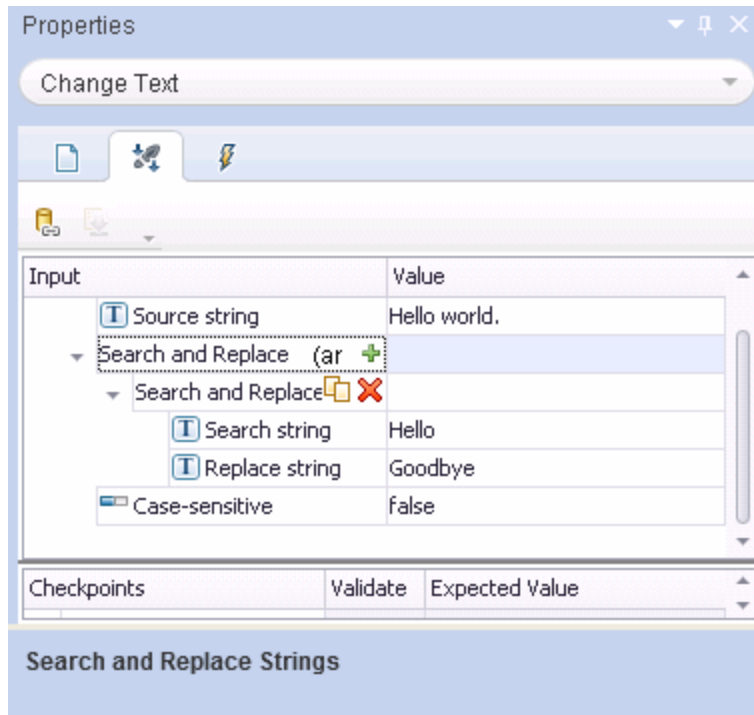 Properties
Change Text
Input Value
T Source string Hello world.
Search and Replace (ar
Search and Replace
T Search string Hello
T Replace string Goodbye
Case-sensitive false
Checkpoints Validate Expected Value
Search and Replace Strings